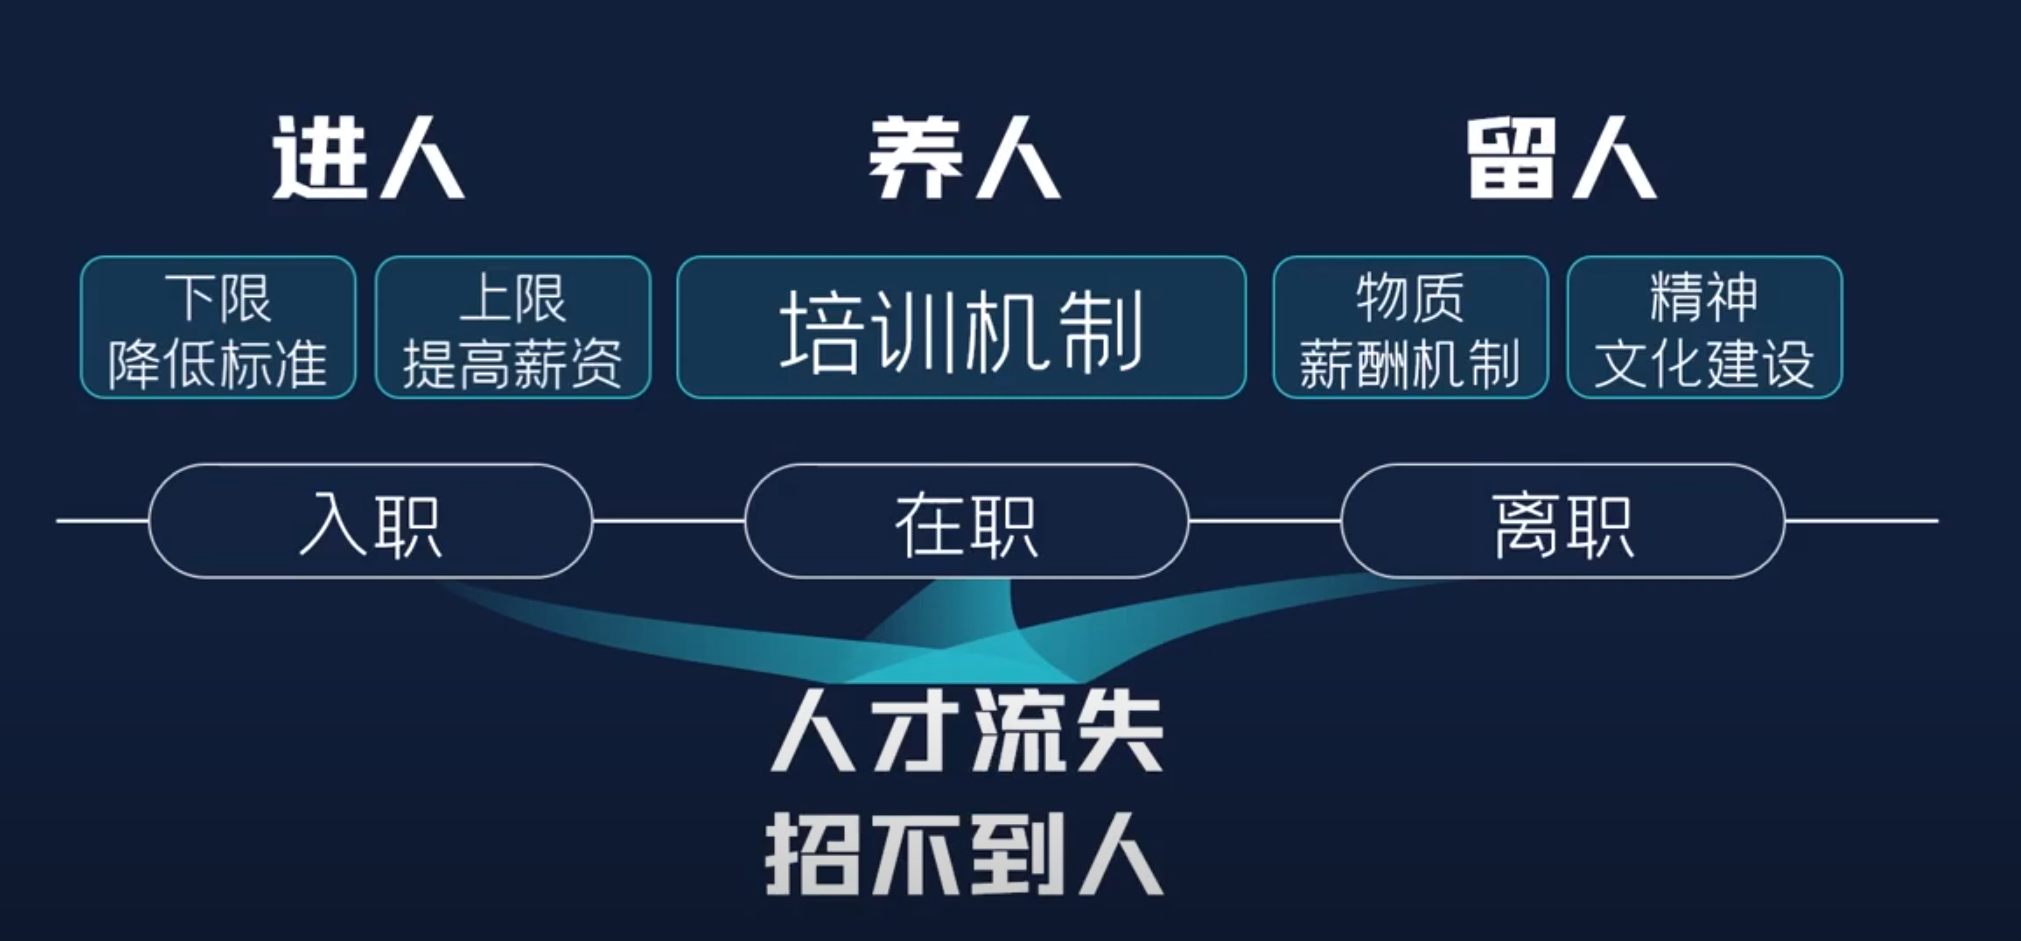 进人 养人 留人
下限 上限 培训机制 物质 精神
降低标准 提高薪资 薪酬机制 文化建设
入职 在职 离职
人才流失
招不到人